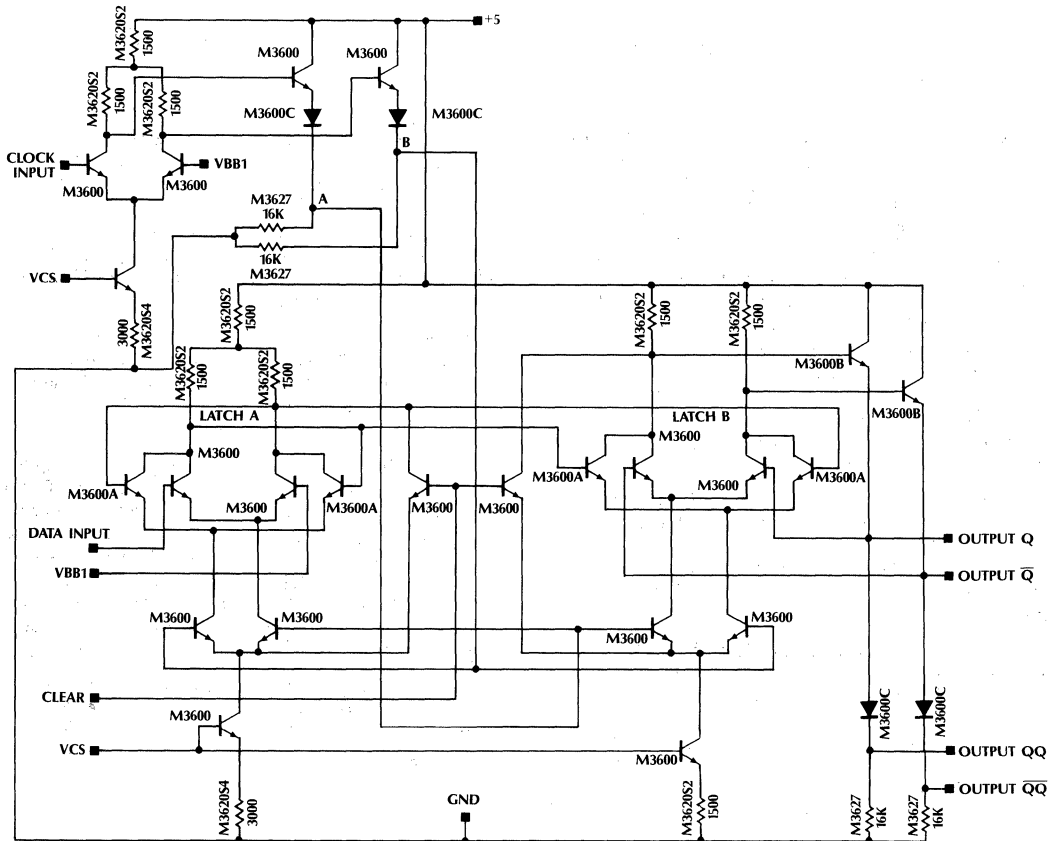 +5
M3620S2
1500
M3600
M3600
M3620S2
1500
M3620S2
1500
M3600C
M3600C
B
CLOCK
INPUT
VBB1
M3600
M3600
M3627
16K
A
16K
M3627
VCS
3000
M3620S4
M3620S2
1500
M3620S2
1500
M3620S2
1500
M3620S2
1500
M3620S2
1500
M3600B
M3600B
LATCH A
LATCH B
M3600
M3600
M3600A
M3600
M3600A
M3600
M3600
M3600A
M3600
M3600A
DATA INPUT
VBB1
OUTPUT Q
OUTPUT Q̅
M3600
M3600
M3600
M3600
CLEAR
M3600
VCS
M3600
M3600C
M3600C
OUTPUT QQ
OUTPUT Q̅Q̅
M3620S4
3000
GND
M3620S2
1500
M3627
16K
M3627
16K